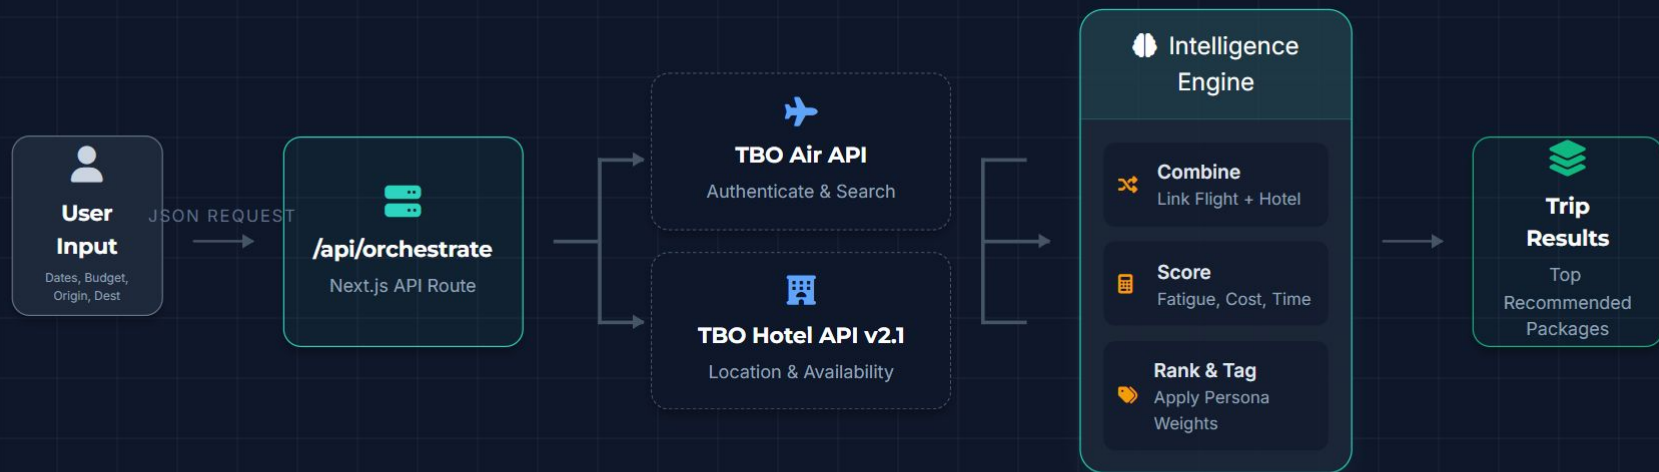 User
Input
Dates, Budget,
Origin, Dest
JSON REQUEST
/api/orchestrate
Next.js API Route
TBO Air API
Authenticate & Search
TBO Hotel API v2.1
Location & Availability
Intelligence
Engine
Combine
Link Flight + Hotel
Score
Fatigue, Cost, Time
Rank & Tag
Apply Persona
Weights
Trip
Results
Top
Recommended
Packages